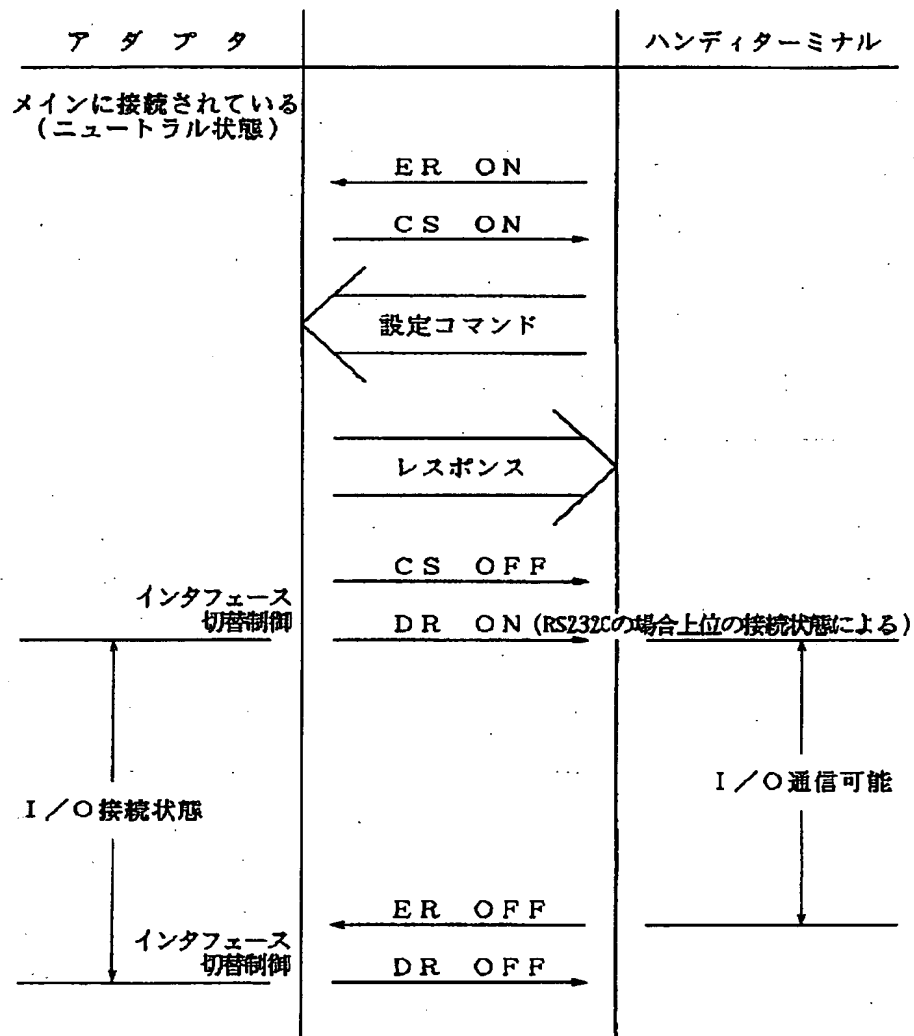 アダプタ
ハンディターミナル
メインに接続されている
(ニュートラル状態)
ER ON
CS ON
設定コマンド
レスポンス
CS OFF
インタフェース
切替制御
DR ON (RS232Cの場合上位の接続状態による)
I/O通信可能
I/O接続状態
ER OFF
インタフェース
切替制御
DR OFF